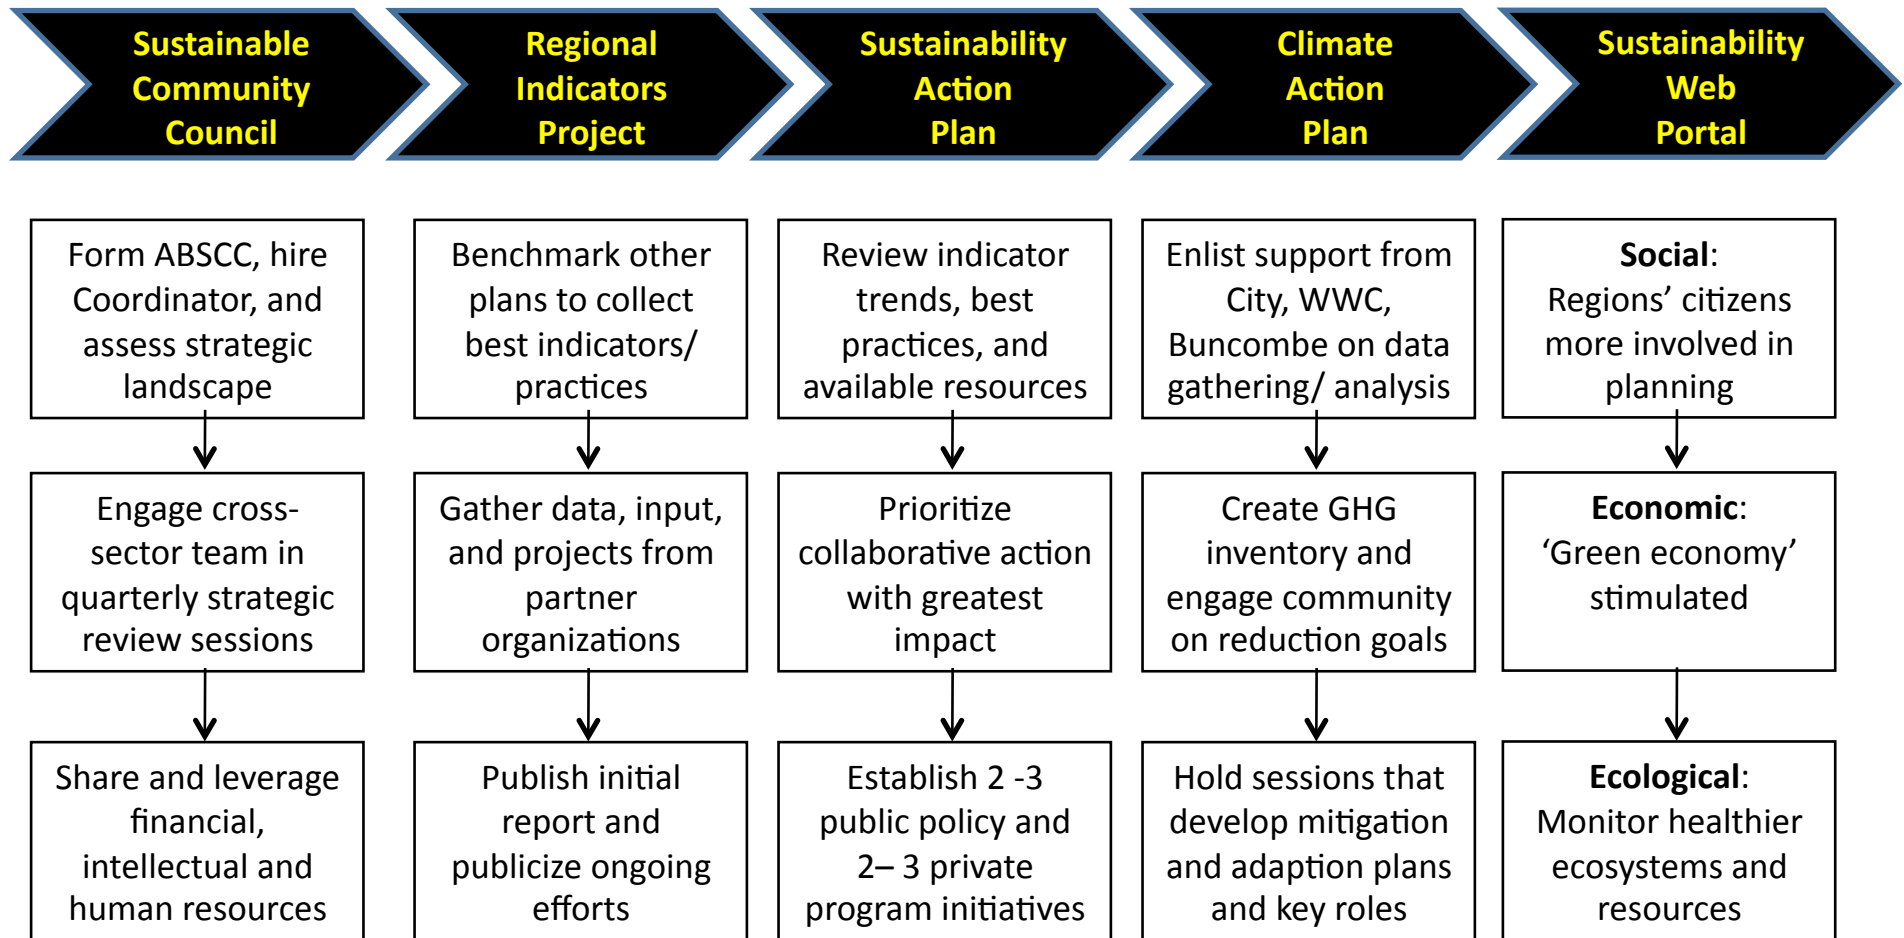 Sustainable
Community
Council
Regional
Indicators
Project
Sustainability
Action
Plan
Climate
Action
Plan
Sustainability
Web
Portal
Form ABSCC, hire
Coordinator, and
assess strategic
landscape
Engage cross-
sector team in
quarterly strategic
review sessions
Share and leverage
financial,
intellectual and
human resources
Benchmark other
plans to collect
best indicators/
practices
Gather data, input,
and projects from
partner
organizations
Publish initial
report and
publicize ongoing
efforts
Review indicator
trends, best
practices, and
available resources
Prioritize
collaborative action
with greatest
impact
Establish 2 -3
public policy and
2– 3 private
program initiatives
Enlist support from
City, WWC,
Buncombe on data
gathering/ analysis
Create GHG
inventory and
engage community
on reduction goals
Hold sessions that
develop mitigation
and adaption plans
and key roles
Social:
Regions’ citizens
more involved in
planning
Economic:
‘Green economy’
stimulated
Ecological:
Monitor healthier
ecosystems and
resources